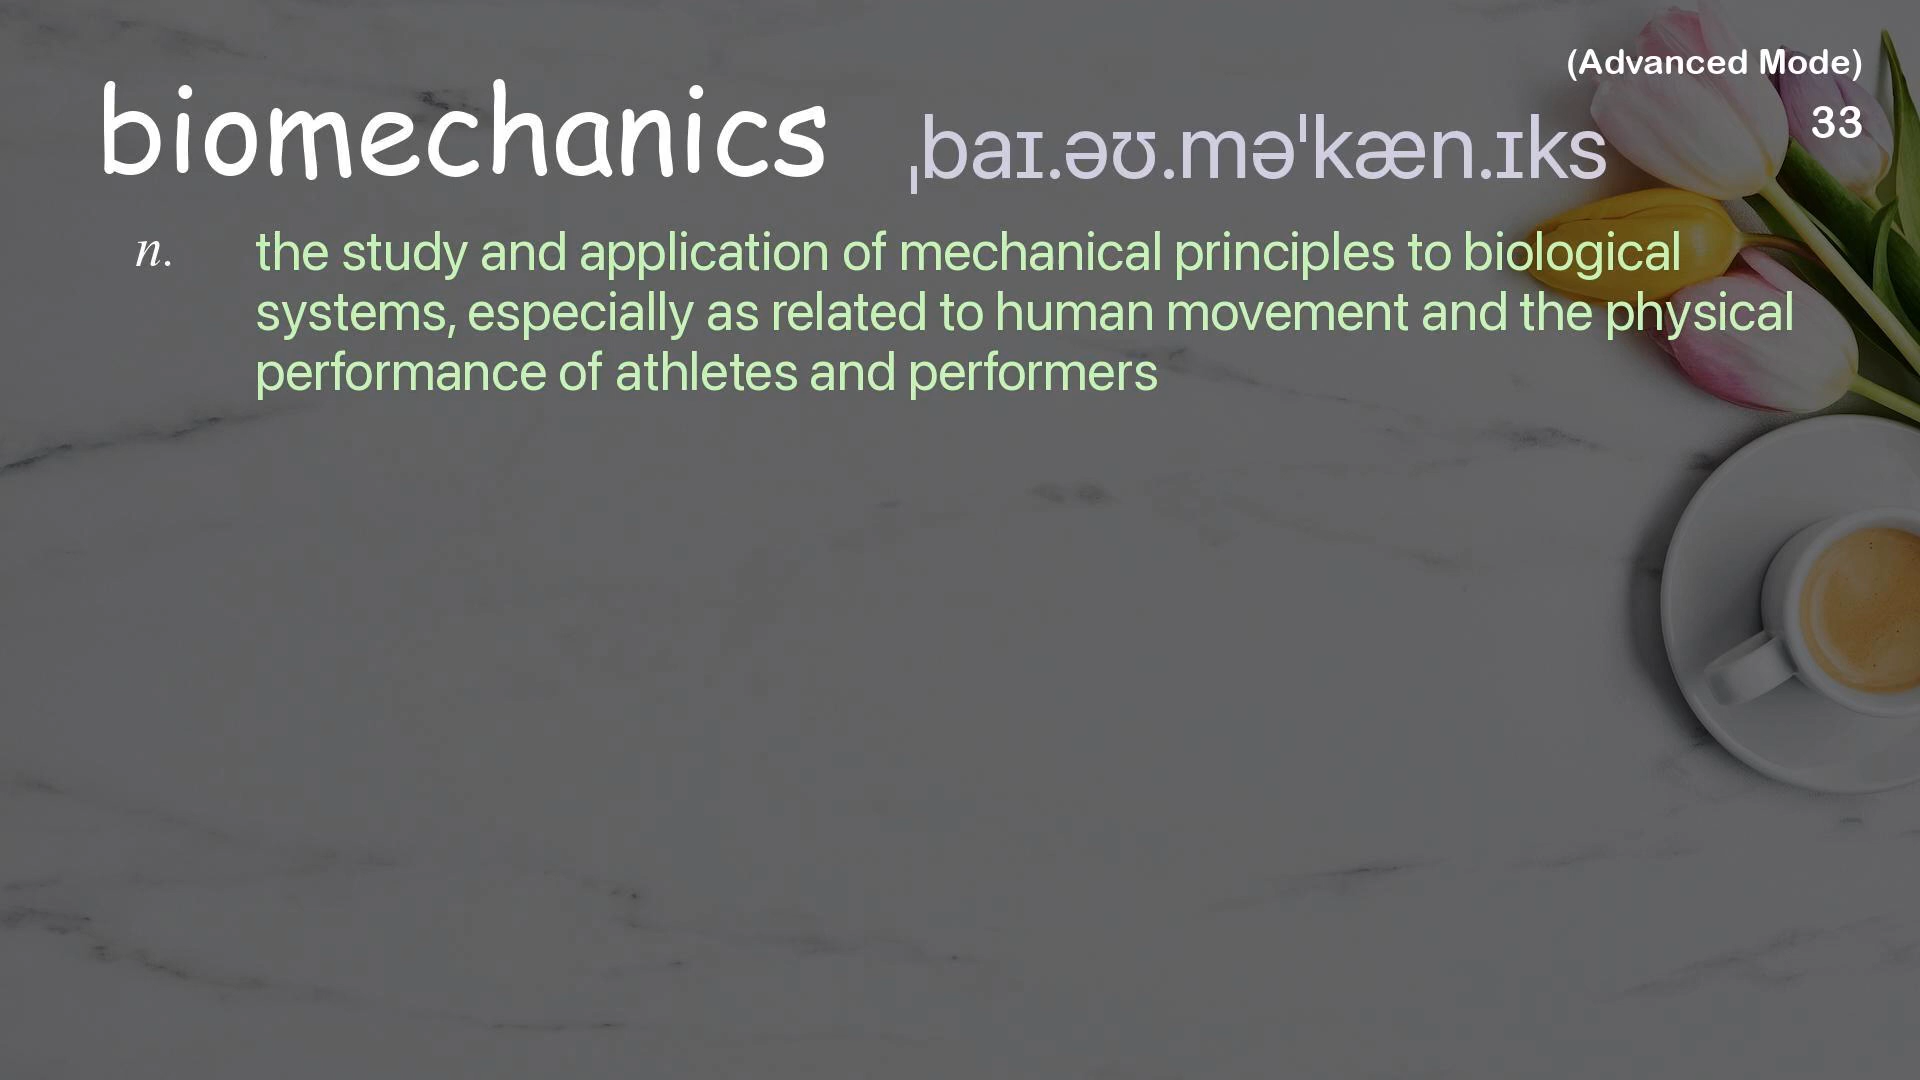 (Advanced Mode)
biomechanics ˌbaɪ.əʊ.məˈkæn.ɪks 33
n. the study and application of mechanical principles to biological
systems, especially as related to human movement and the physical
performance of athletes and performers